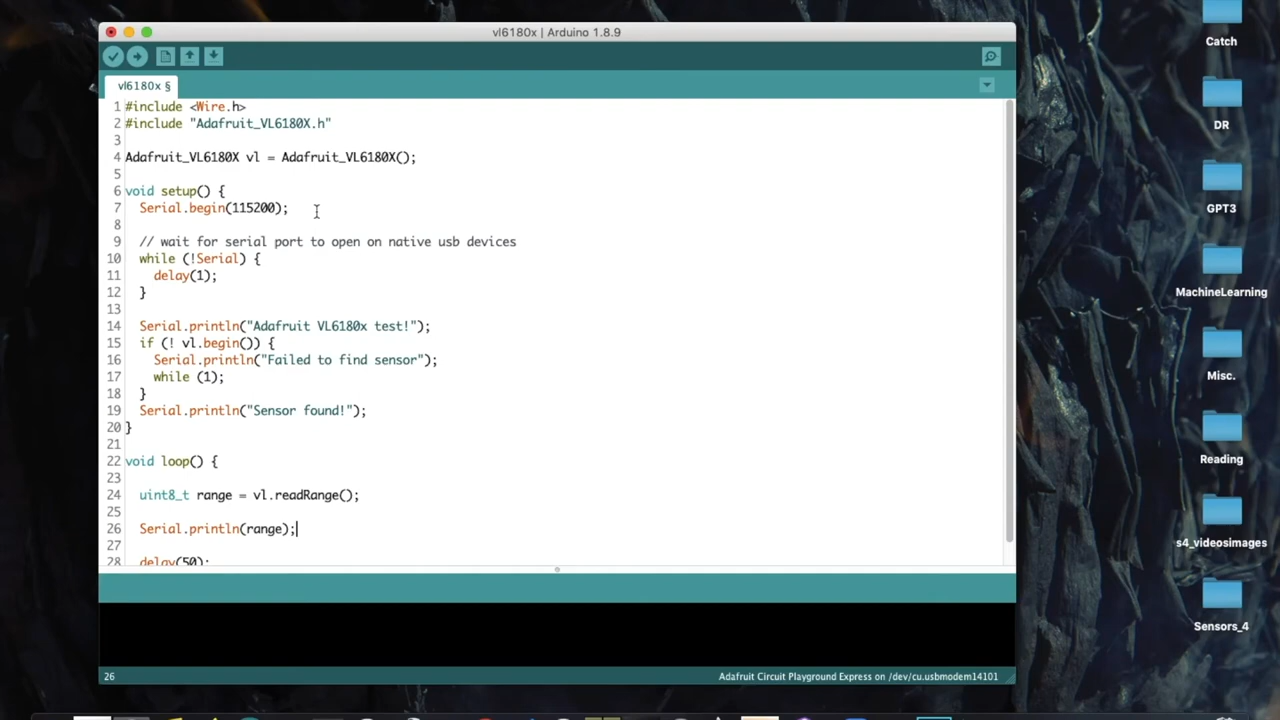 vl6180x | Arduino 1.8.9
vl6180x §
1 #include <Wire.h>
2 #include "Adafruit_VL6180X.h"
3
4 Adafruit_VL6180X vl = Adafruit_VL6180X();
5
6 void setup() {
7 Serial.begin(115200);
8
9 // wait for serial port to open on native usb devices
10 while (!Serial) {
11 delay(1);
12 }
13
14 Serial.println("Adafruit VL6180x test!");
15 if (! vl.begin()) {
16 Serial.println("Failed to find sensor");
17 while (1);
18 }
19 Serial.println("Sensor found!");
20 }
21
22 void loop() {
23
24 uint8_t range = vl.readRange();
25
26 Serial.println(range);
27
28 delay(50);
26
Adafruit Circuit Playground Express on /dev/cu.usbmodem14101
Catch
DR
GPT3
MachineLearning
Misc.
Reading
s4_videosimages
Sensors_4